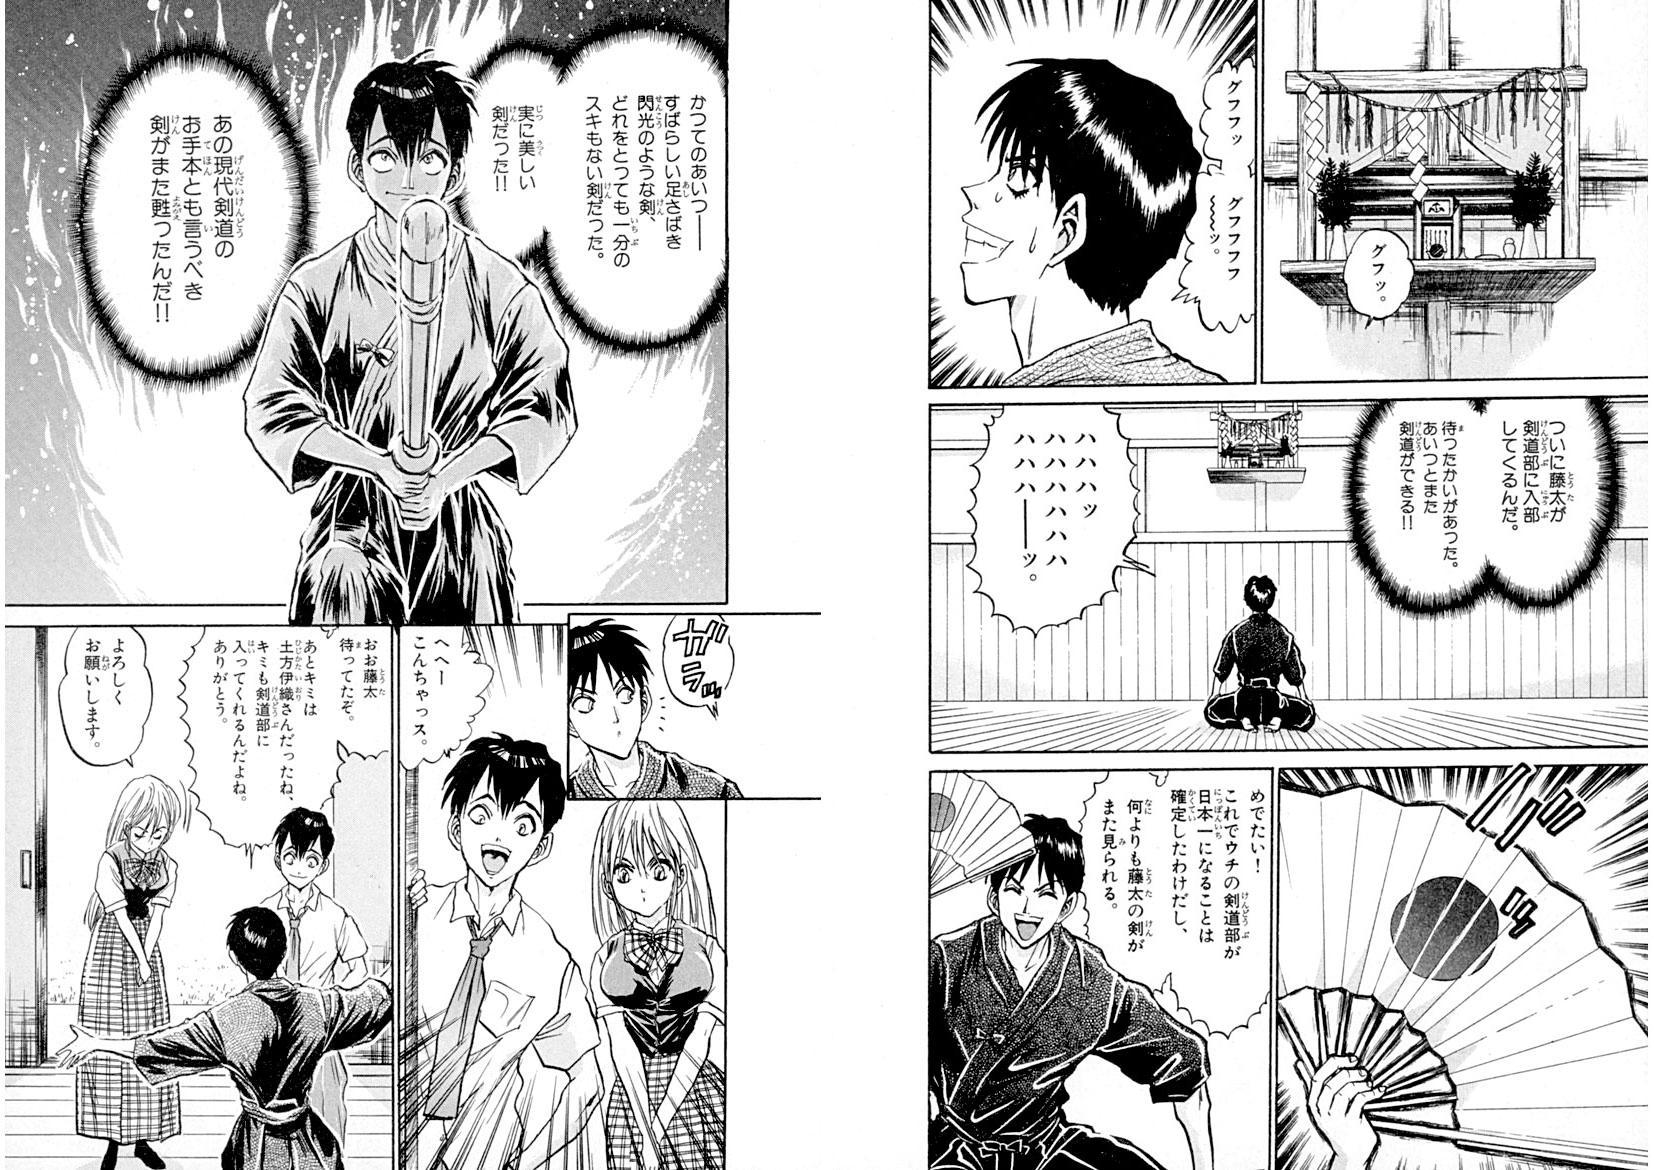 グフッ。
グフフッ
グフフフ
〜〜ッ。
ついに藤太が
剣道部に入部
してくるんだ。
待ったかいがあった。
あいつとまた
剣道ができる!!
ハハハッ
ハハハハハ
ハハハ――ッ。
バッ
めでたい!
これでウチの剣道部が
日本一になることは
確定したわけだし、
何よりも藤太の剣が
また見られる。
かつてのあいつ――
すばらしい足さばき
閃光のような剣、
どれをとっても一分の
スキもない剣だった。
実に美しい
剣だった!!
あの現代剣道の
お手本とも言うべき
剣がまた甦ったんだ!!
ガラッ
へへー
こんちゃっス。
おお藤太
待ってたぞ。
あとキミは
土方伊織さんだったね、
キミも剣道部に
入ってくれるんだよね。
ありがとう。
よろしく
お願いします。